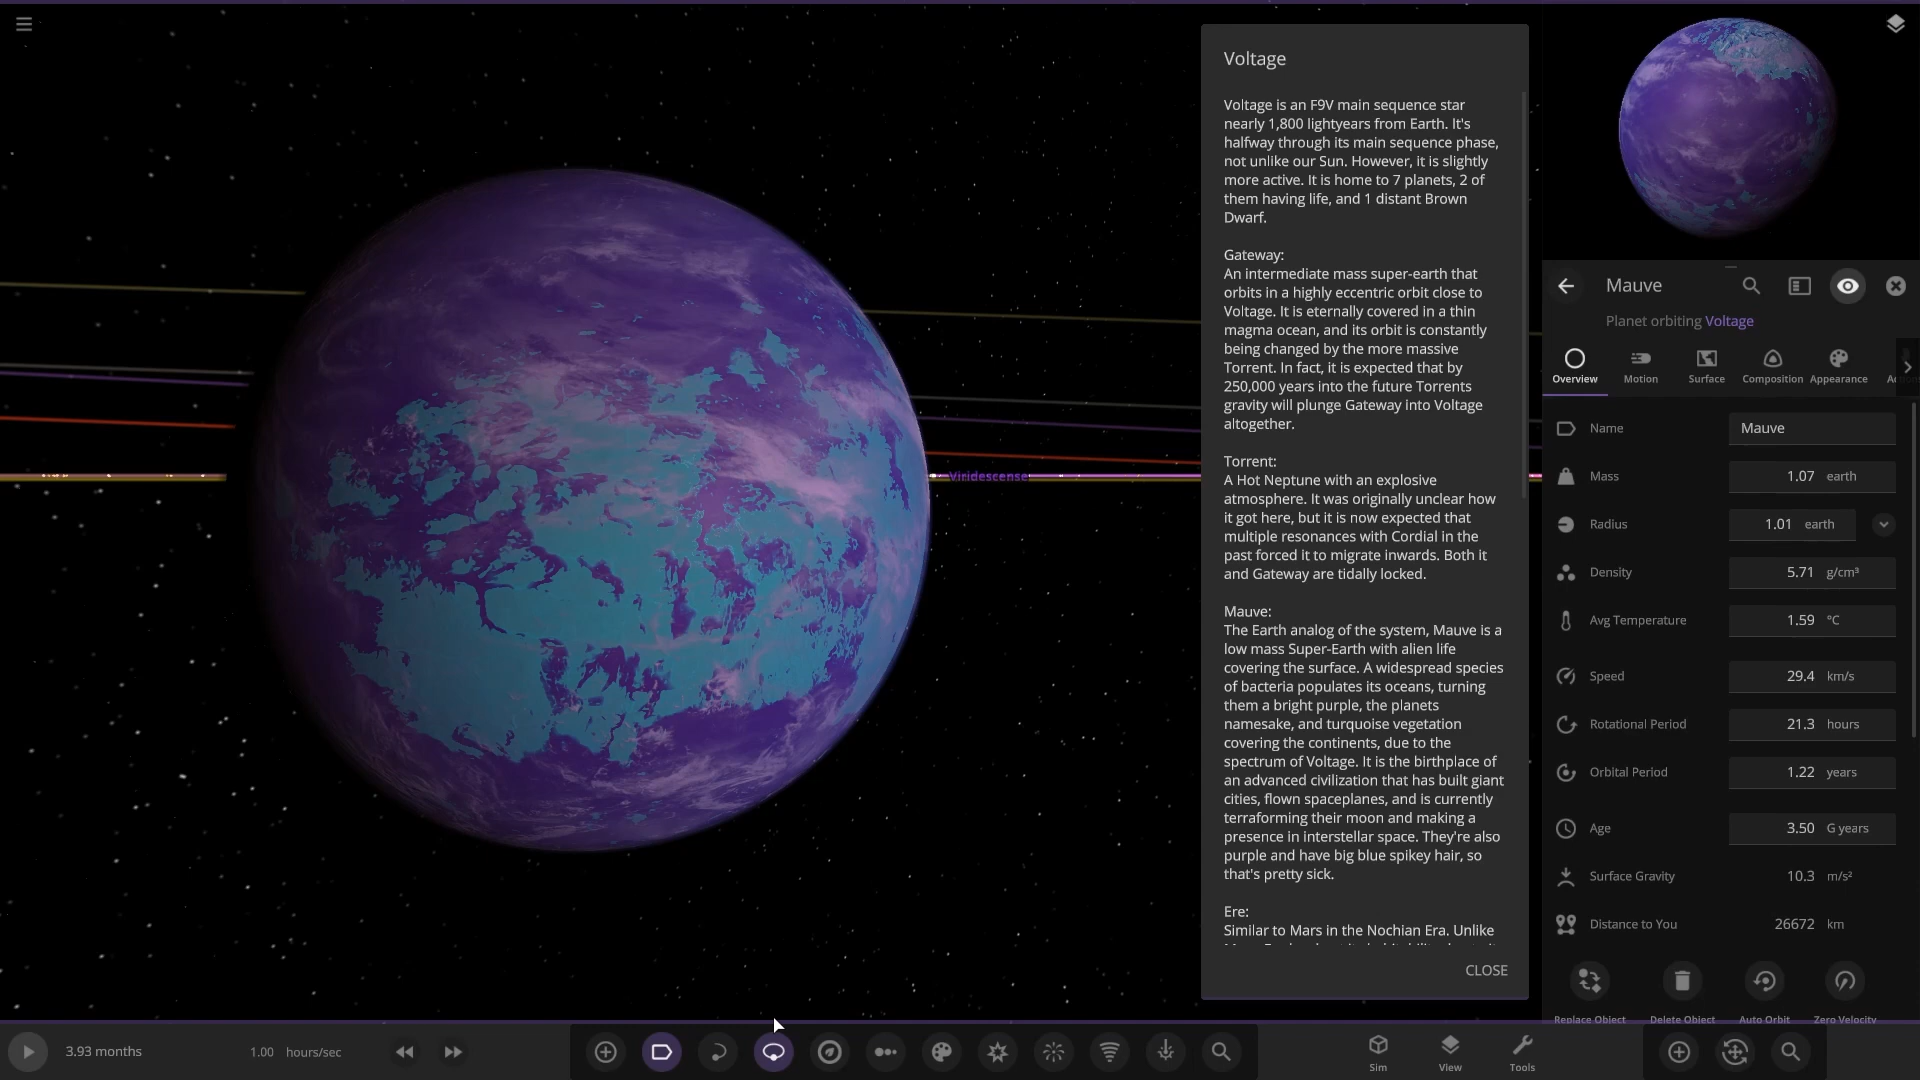 Voltage
Voltage is an F9V main sequence star
nearly 1,800 lightyears from Earth. It's
halfway through its main sequence phase,
not unlike our Sun. However, it is slightly
more active. It is home to 7 planets, 2 of
them having life, and 1 distant Brown
Dwarf.
Gateway:
An intermediate mass super-earth that
orbits in a highly eccentric orbit close to
Voltage. It is eternally covered in a thin
magma ocean, and its orbit is constantly
being changed by the more massive
Torrent. In fact, it is expected that by
250,000 years into the future Torrents
gravity will plunge Gateway into Voltage
altogether.
Torrent:
A Hot Neptune with an explosive
atmosphere. It was originally unclear how
it got here, but it is now expected that
multiple resonances with Cordial in the
past forced it to migrate inwards. Both it
and Gateway are tidally locked.
Mauve:
The Earth analog of the system, Mauve is a
low mass Super-Earth with alien life
covering the surface. A widespread species
of bacteria populates its oceans, turning
them a bright purple, the planets
namesake, and turquoise vegetation
covering the continents, due to the
spectrum of Voltage. It is the birthplace of
an advanced civilization that has built giant
cities, flown spaceplanes, and is currently
terraforming their moon and making a
presence in interstellar space. They're also
purple and have big blue spikey hair, so
that's pretty sick.
Ere:
Similar to Mars in the Nochian Era. Unlike
CLOSE
Viridescense
Mauve
Planet orbiting Voltage
Overview Motion Surface Composition Appearance
Name Mauve
Mass 1.07 earth
Radius 1.01 earth
Density 5.71 g/cm³
Avg Temperature 1.59 °C
Speed 29.4 km/s
Rotational Period 21.3 hours
Orbital Period 1.22 years
Age 3.50 G years
Surface Gravity 10.3 m/s²
Distance to You 26672 km
Replace Object Delete Object Auto Orbit Zero Velocity
3.93 months 1.00 hours/sec Sim View Tools